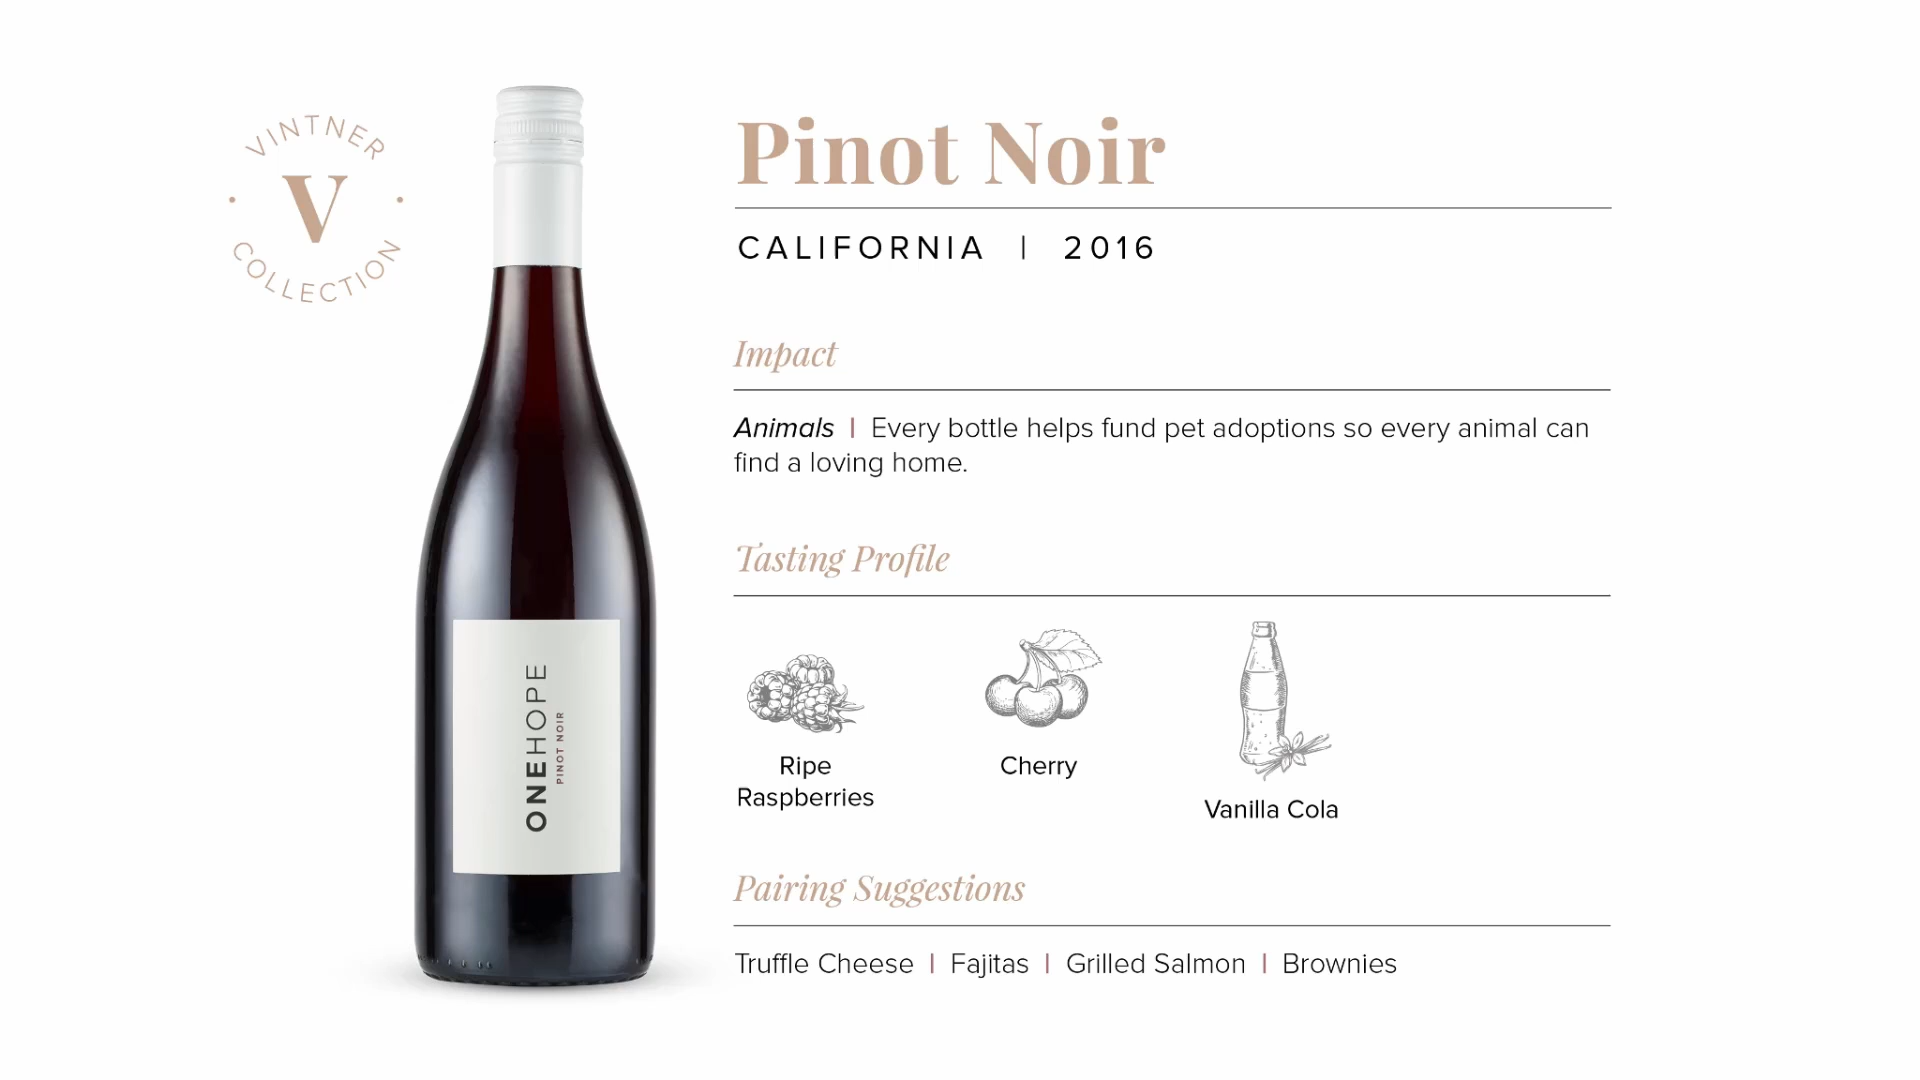 VINTNER
V
COLLECTION
ONEHOPE
PINOT NOIR
Pinot Noir
CALIFORNIA | 2016
Impact
Animals | Every bottle helps fund pet adoptions so every animal can
find a loving home.
Tasting Profile
Ripe
Raspberries
Cherry
Vanilla Cola
Pairing Suggestions
Truffle Cheese | Fajitas | Grilled Salmon | Brownies